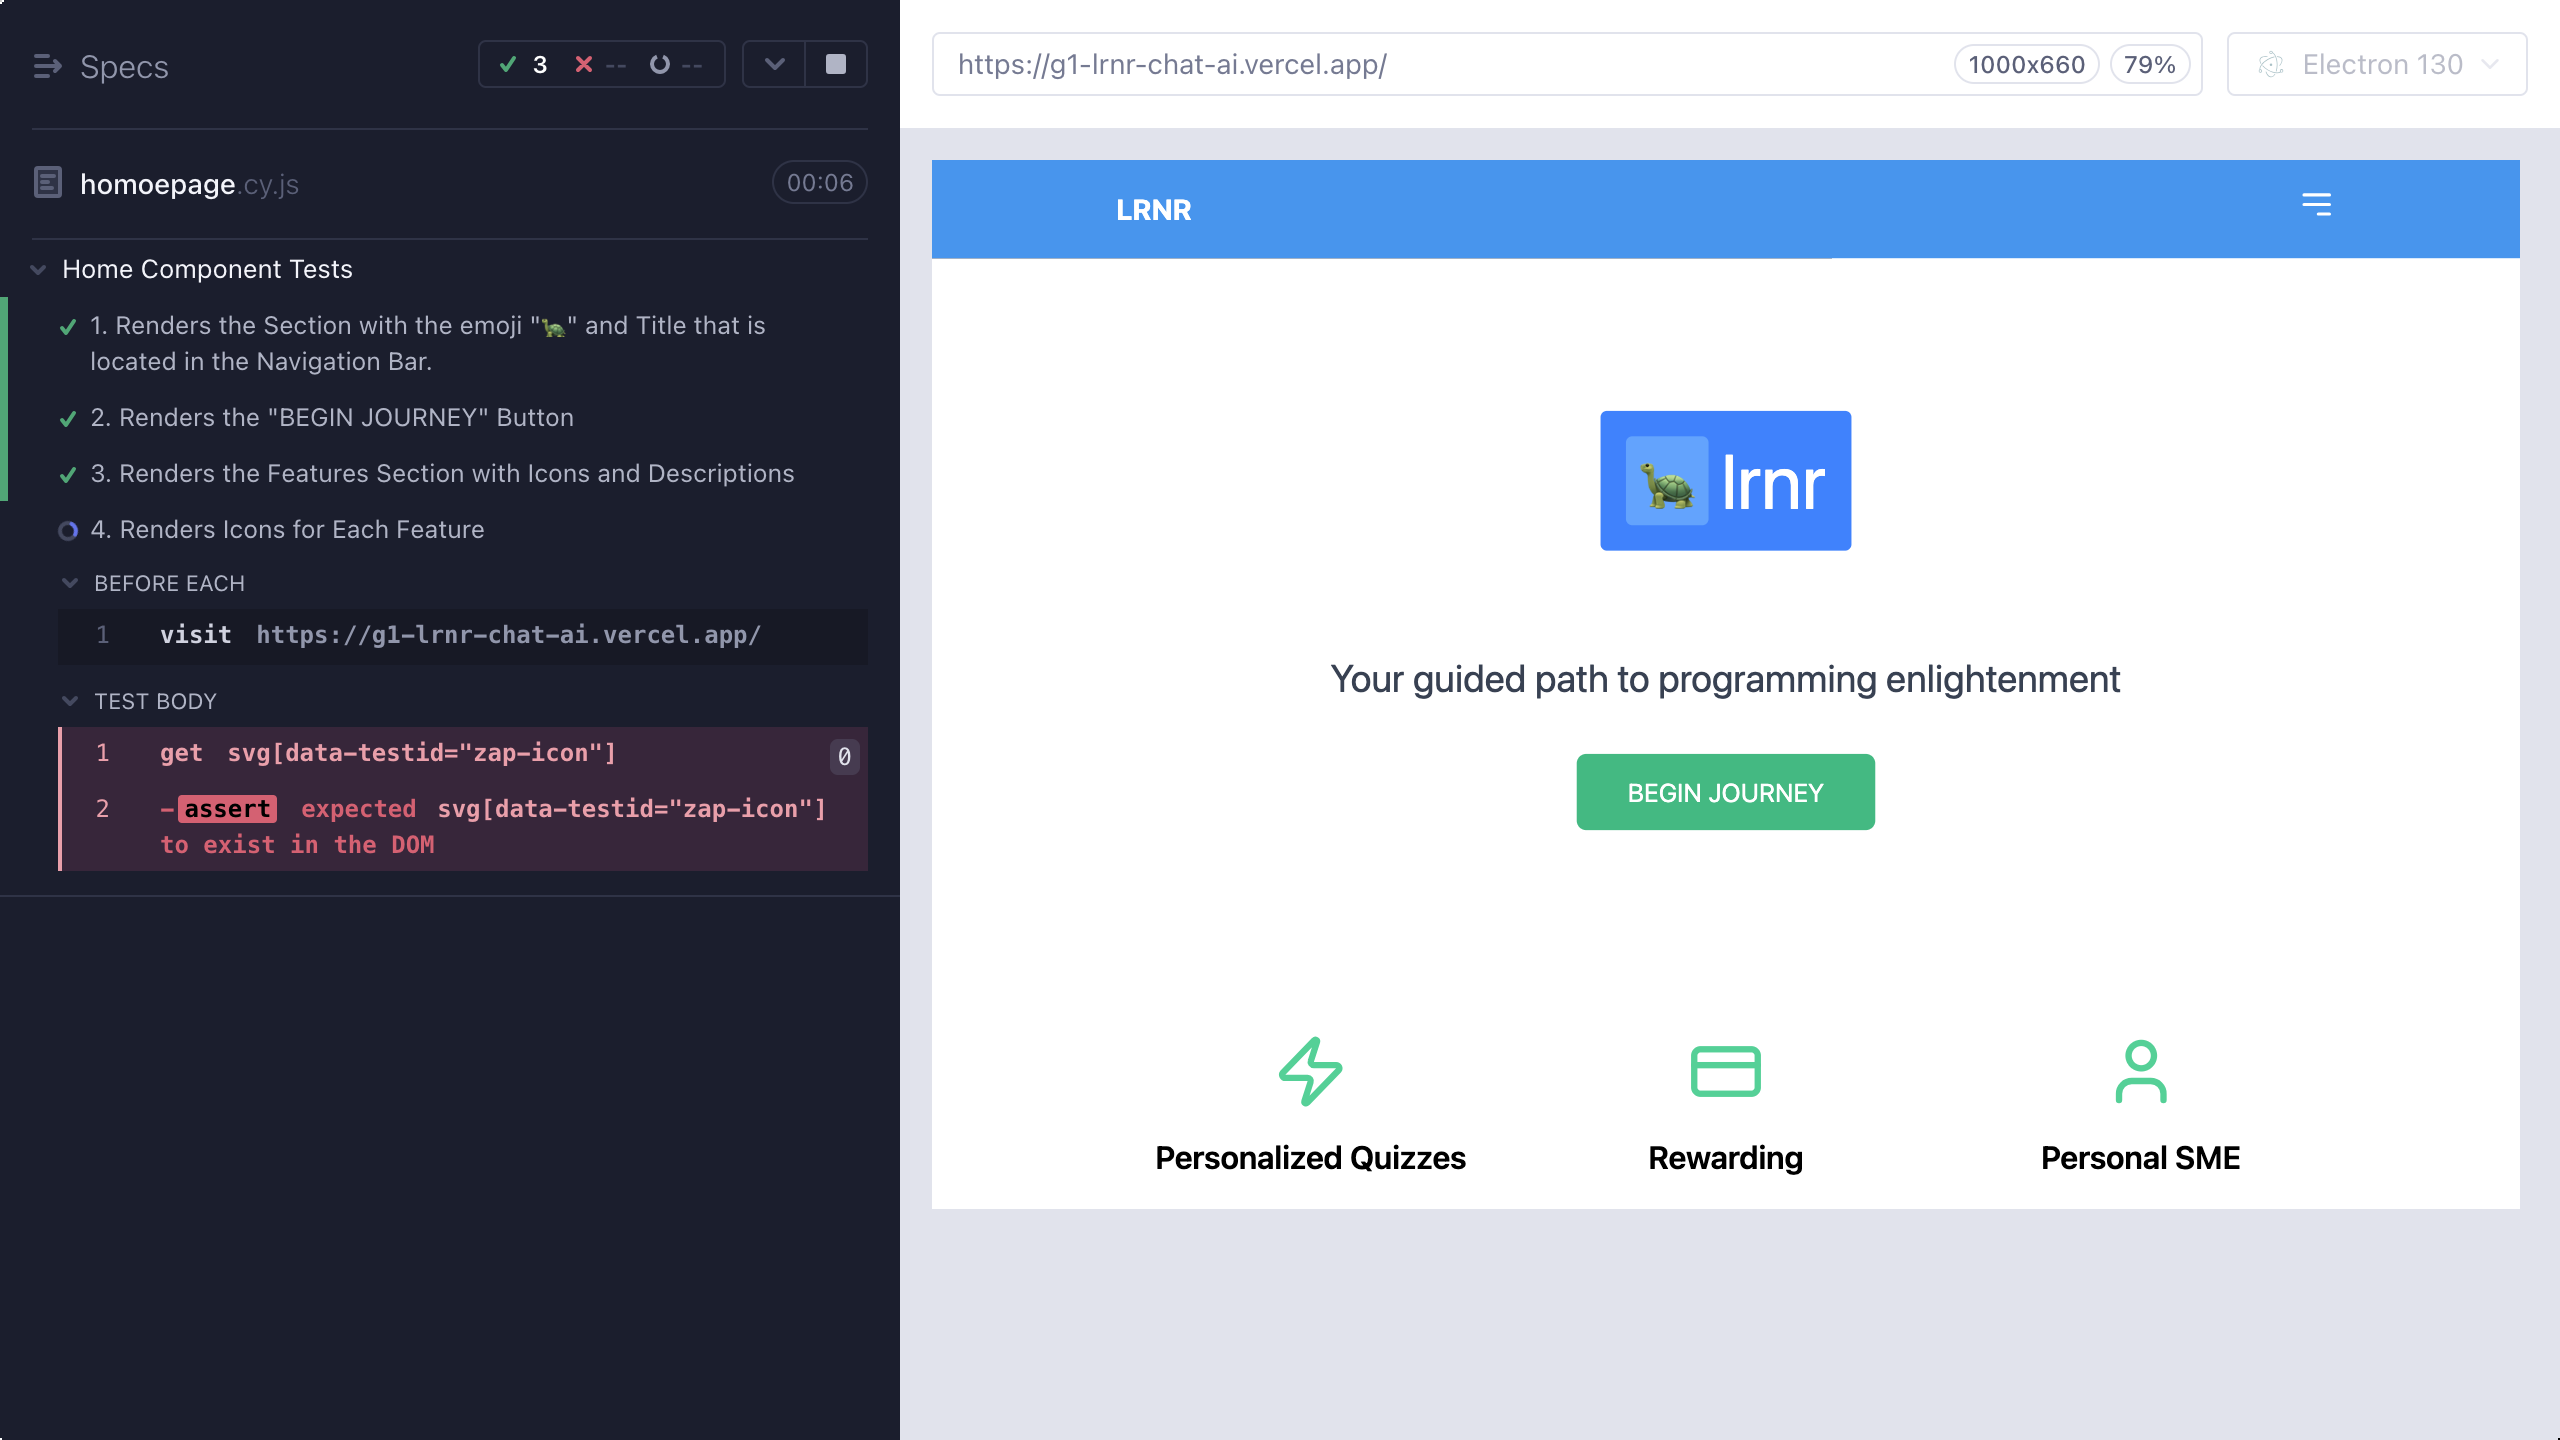 Specs
3 -- --
homoepage.cy.js
00:06
Home Component Tests
1. Renders the Section with the emoji "🐢" and Title that is
located in the Navigation Bar.
2. Renders the "BEGIN JOURNEY" Button
3. Renders the Features Section with Icons and Descriptions
4. Renders Icons for Each Feature
BEFORE EACH
1 visit https://g1-lrnr-chat-ai.vercel.app/
TEST BODY
1 get svg[data-testid="zap-icon"] 0
2 -assert expected svg[data-testid="zap-icon"]
to exist in the DOM
https://g1-lrnr-chat-ai.vercel.app/
1000x660
79%
Electron 130
LRNR
🐢 lrnr
Your guided path to programming enlightenment
BEGIN JOURNEY
Personalized Quizzes
Rewarding
Personal SME